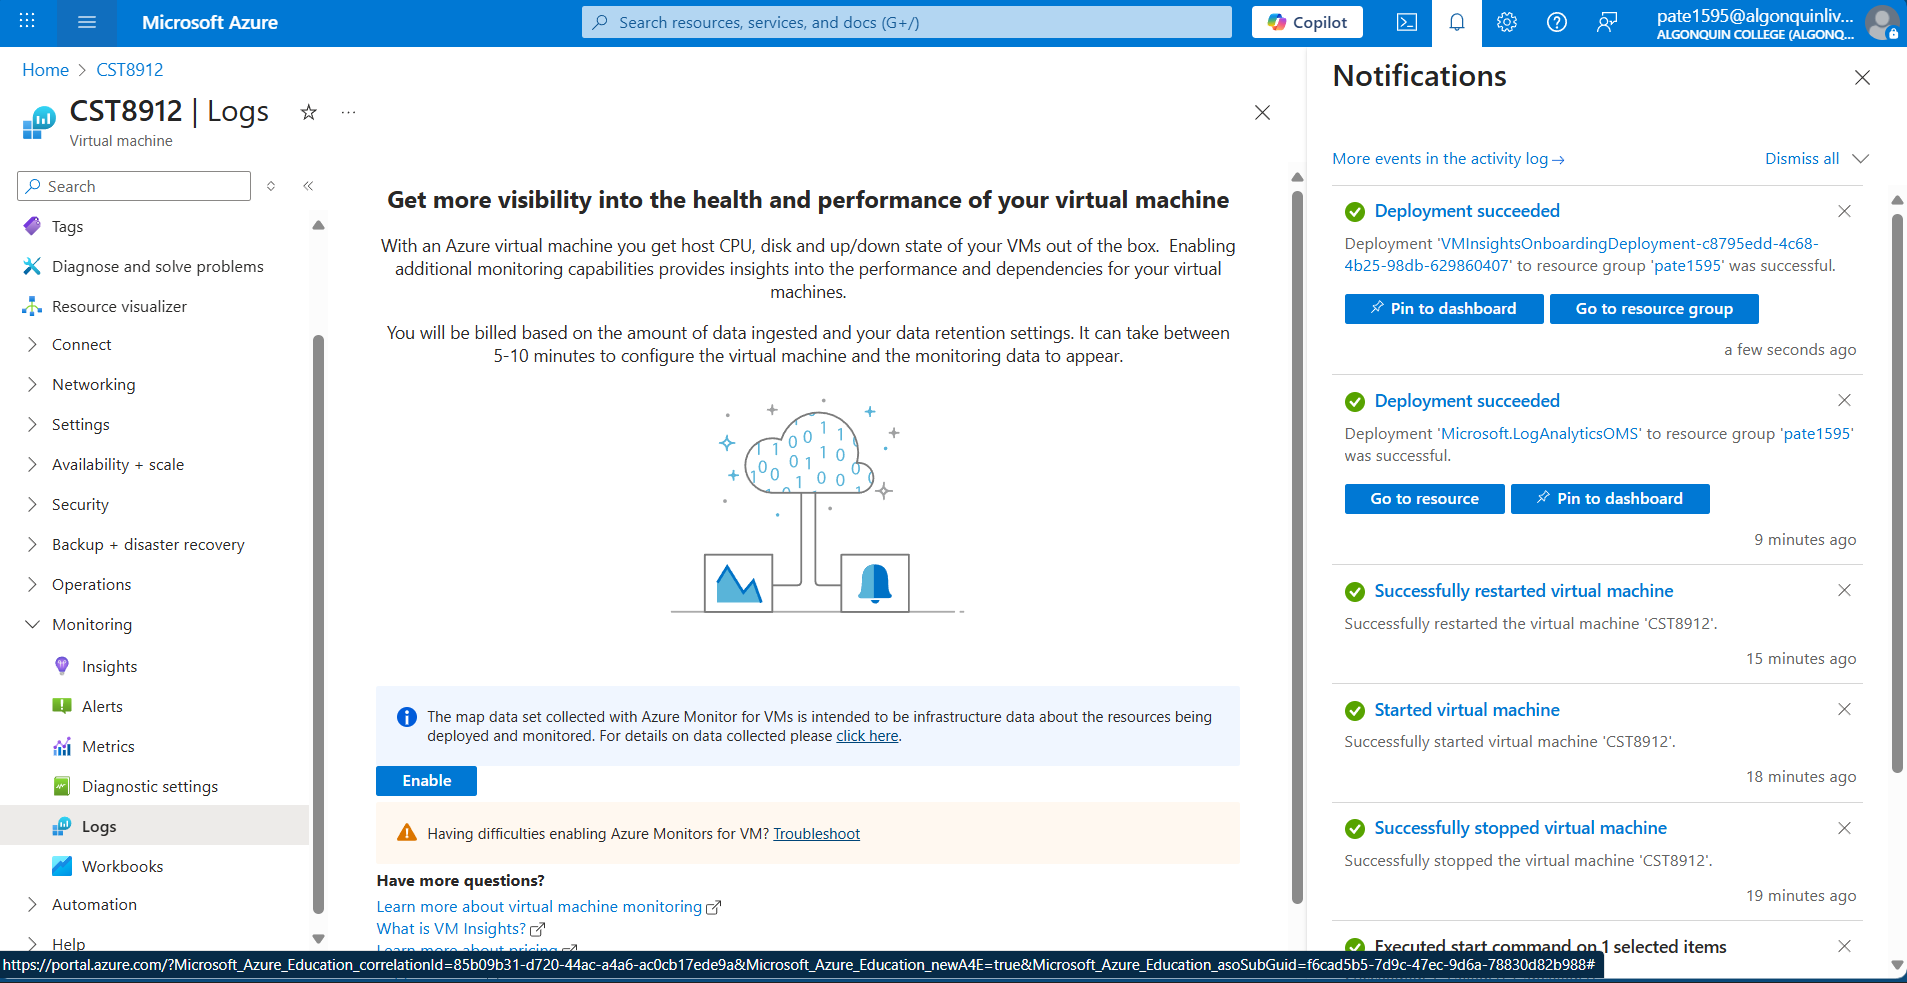 Microsoft Azure
Search resources, services, and docs (G+/)
Copilot
pate1595@algonquinliv...
ALGONQUIN COLLEGE (ALGONQ...
Home > CST8912
CST8912 | Logs
Virtual machine
Search
Tags
Diagnose and solve problems
Resource visualizer
Connect
Networking
Settings
Availability + scale
Security
Backup + disaster recovery
Operations
Monitoring
Insights
Alerts
Metrics
Diagnostic settings
Logs
Workbooks
Automation
Help
Get more visibility into the health and performance of your virtual machine
With an Azure virtual machine you get host CPU, disk and up/down state of your VMs out of the box. Enabling
additional monitoring capabilities provides insights into the performance and dependencies for your virtual
machines.
You will be billed based on the amount of data ingested and your data retention settings. It can take between
5-10 minutes to configure the virtual machine and the monitoring data to appear.
The map data set collected with Azure Monitor for VMs is intended to be infrastructure data about the resources being
deployed and monitored. For details on data collected please click here.
Enable
Having difficulties enabling Azure Monitors for VM? Troubleshoot
Have more questions?
Learn more about virtual machine monitoring
What is VM Insights?
Learn more about pricing
https://portal.azure.com/?Microsoft_Azure_Education_correlationId=85b09b31-d720-44ac-a4a6-ac0cb17ede9a&Microsoft_Azure_Education_newA4E=true&Microsoft_Azure_Education_asoSubGuid=f6cad5b5-7d9c-47ec-9d6a-78830d82b988#
Notifications
More events in the activity log→
Dismiss all
Deployment succeeded
Deployment 'VMInsightsOnboardingDeployment-c8795edd-4c68-
4b25-98db-629860407' to resource group 'pate1595' was successful.
Pin to dashboard
Go to resource group
a few seconds ago
Deployment succeeded
Deployment 'Microsoft.LogAnalyticsOMS' to resource group 'pate1595'
was successful.
Go to resource
Pin to dashboard
9 minutes ago
Successfully restarted virtual machine
Successfully restarted the virtual machine 'CST8912'.
15 minutes ago
Started virtual machine
Successfully started virtual machine 'CST8912'.
18 minutes ago
Successfully stopped virtual machine
Successfully stopped the virtual machine 'CST8912'.
19 minutes ago
Executed start command on 1 selected items